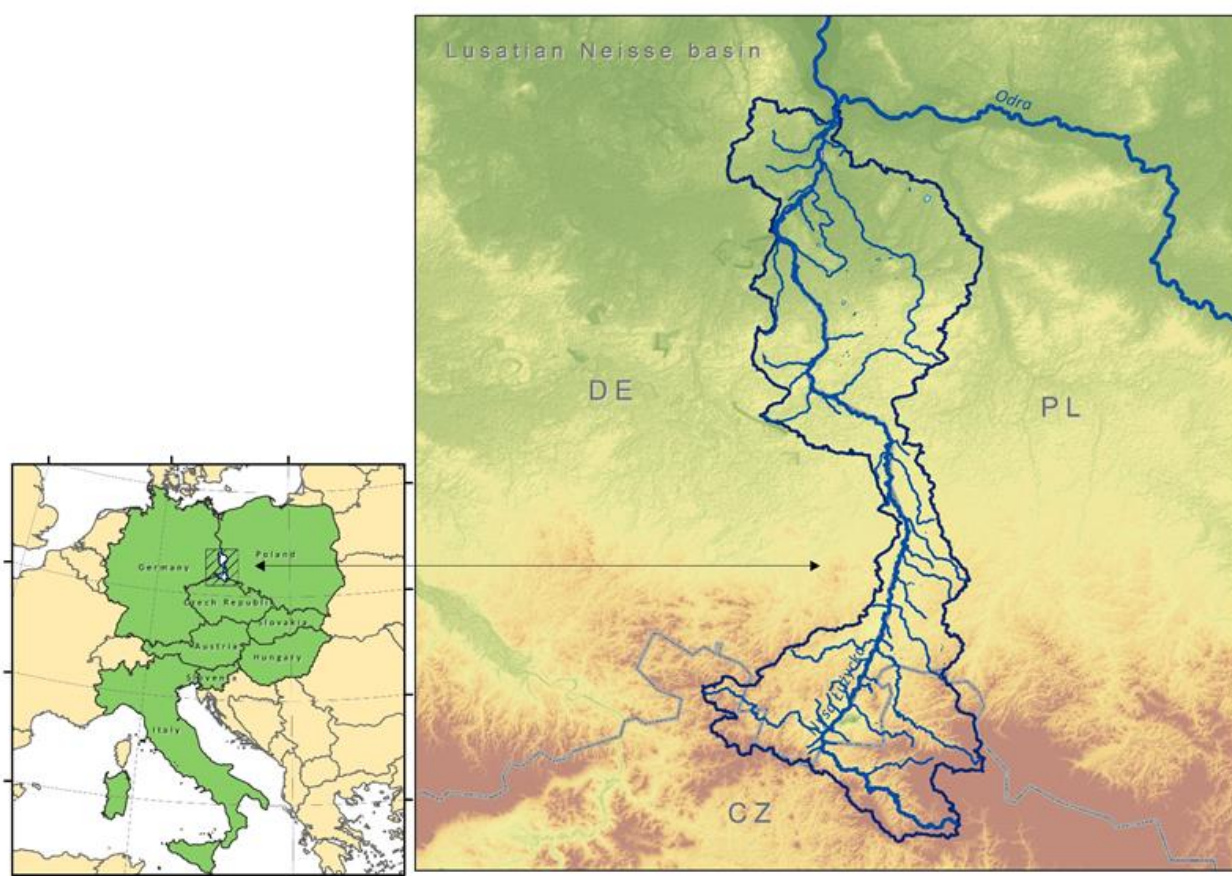 Lusatian Neisse basin
Odra
DE
PL
CZ
Poland
Germany
Czech Republic
Slovakia
Austria
Hungary
Slovenia
Italy